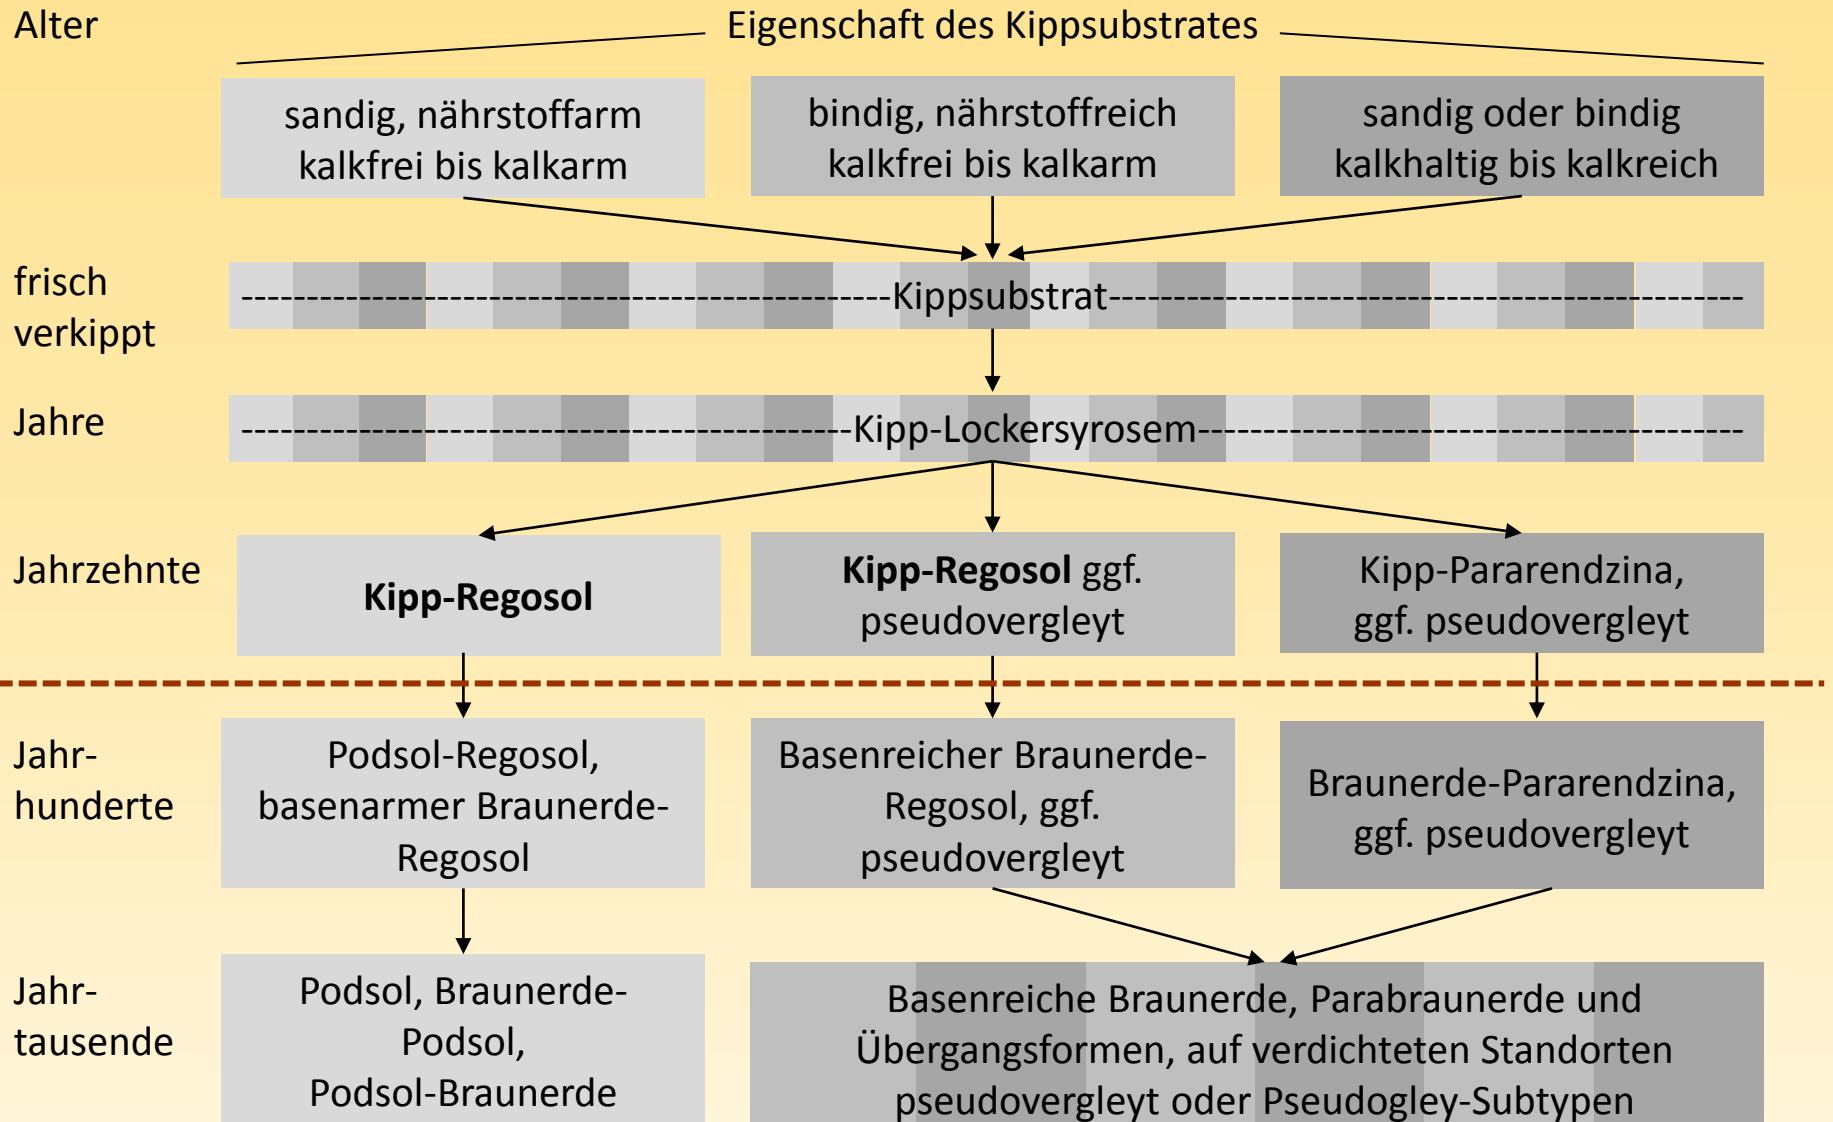 Alter
Eigenschaft des Kippsubstrates
sandig, nährstoffarm
kalkfrei bis kalkarm
bindig, nährstoffreich
kalkfrei bis kalkarm
sandig oder bindig
kalkhaltig bis kalkreich
frisch
verkippt
Kippsubstrat
Jahre
Kipp-Lockersyrosem
Jahrzehnte
Kipp-Regosol
Kipp-Regosol ggf.
pseudovergleyt
Kipp-Pararendzina,
ggf. pseudovergleyt
Jahr-
hunderte
Podsol-Regosol,
basenarmer Braunerde-
Regosol
Basenreicher Braunerde-
Regosol, ggf.
pseudovergleyt
Braunerde-Pararendzina,
ggf. pseudovergleyt
Jahr-
tausende
Podsol, Braunerde-
Podsol,
Podsol-Braunerde
Basenreiche Braunerde, Parabraunerde und
Übergangsformen, auf verdichteten Standorten
pseudovergleyt oder Pseudogley-Subtypen